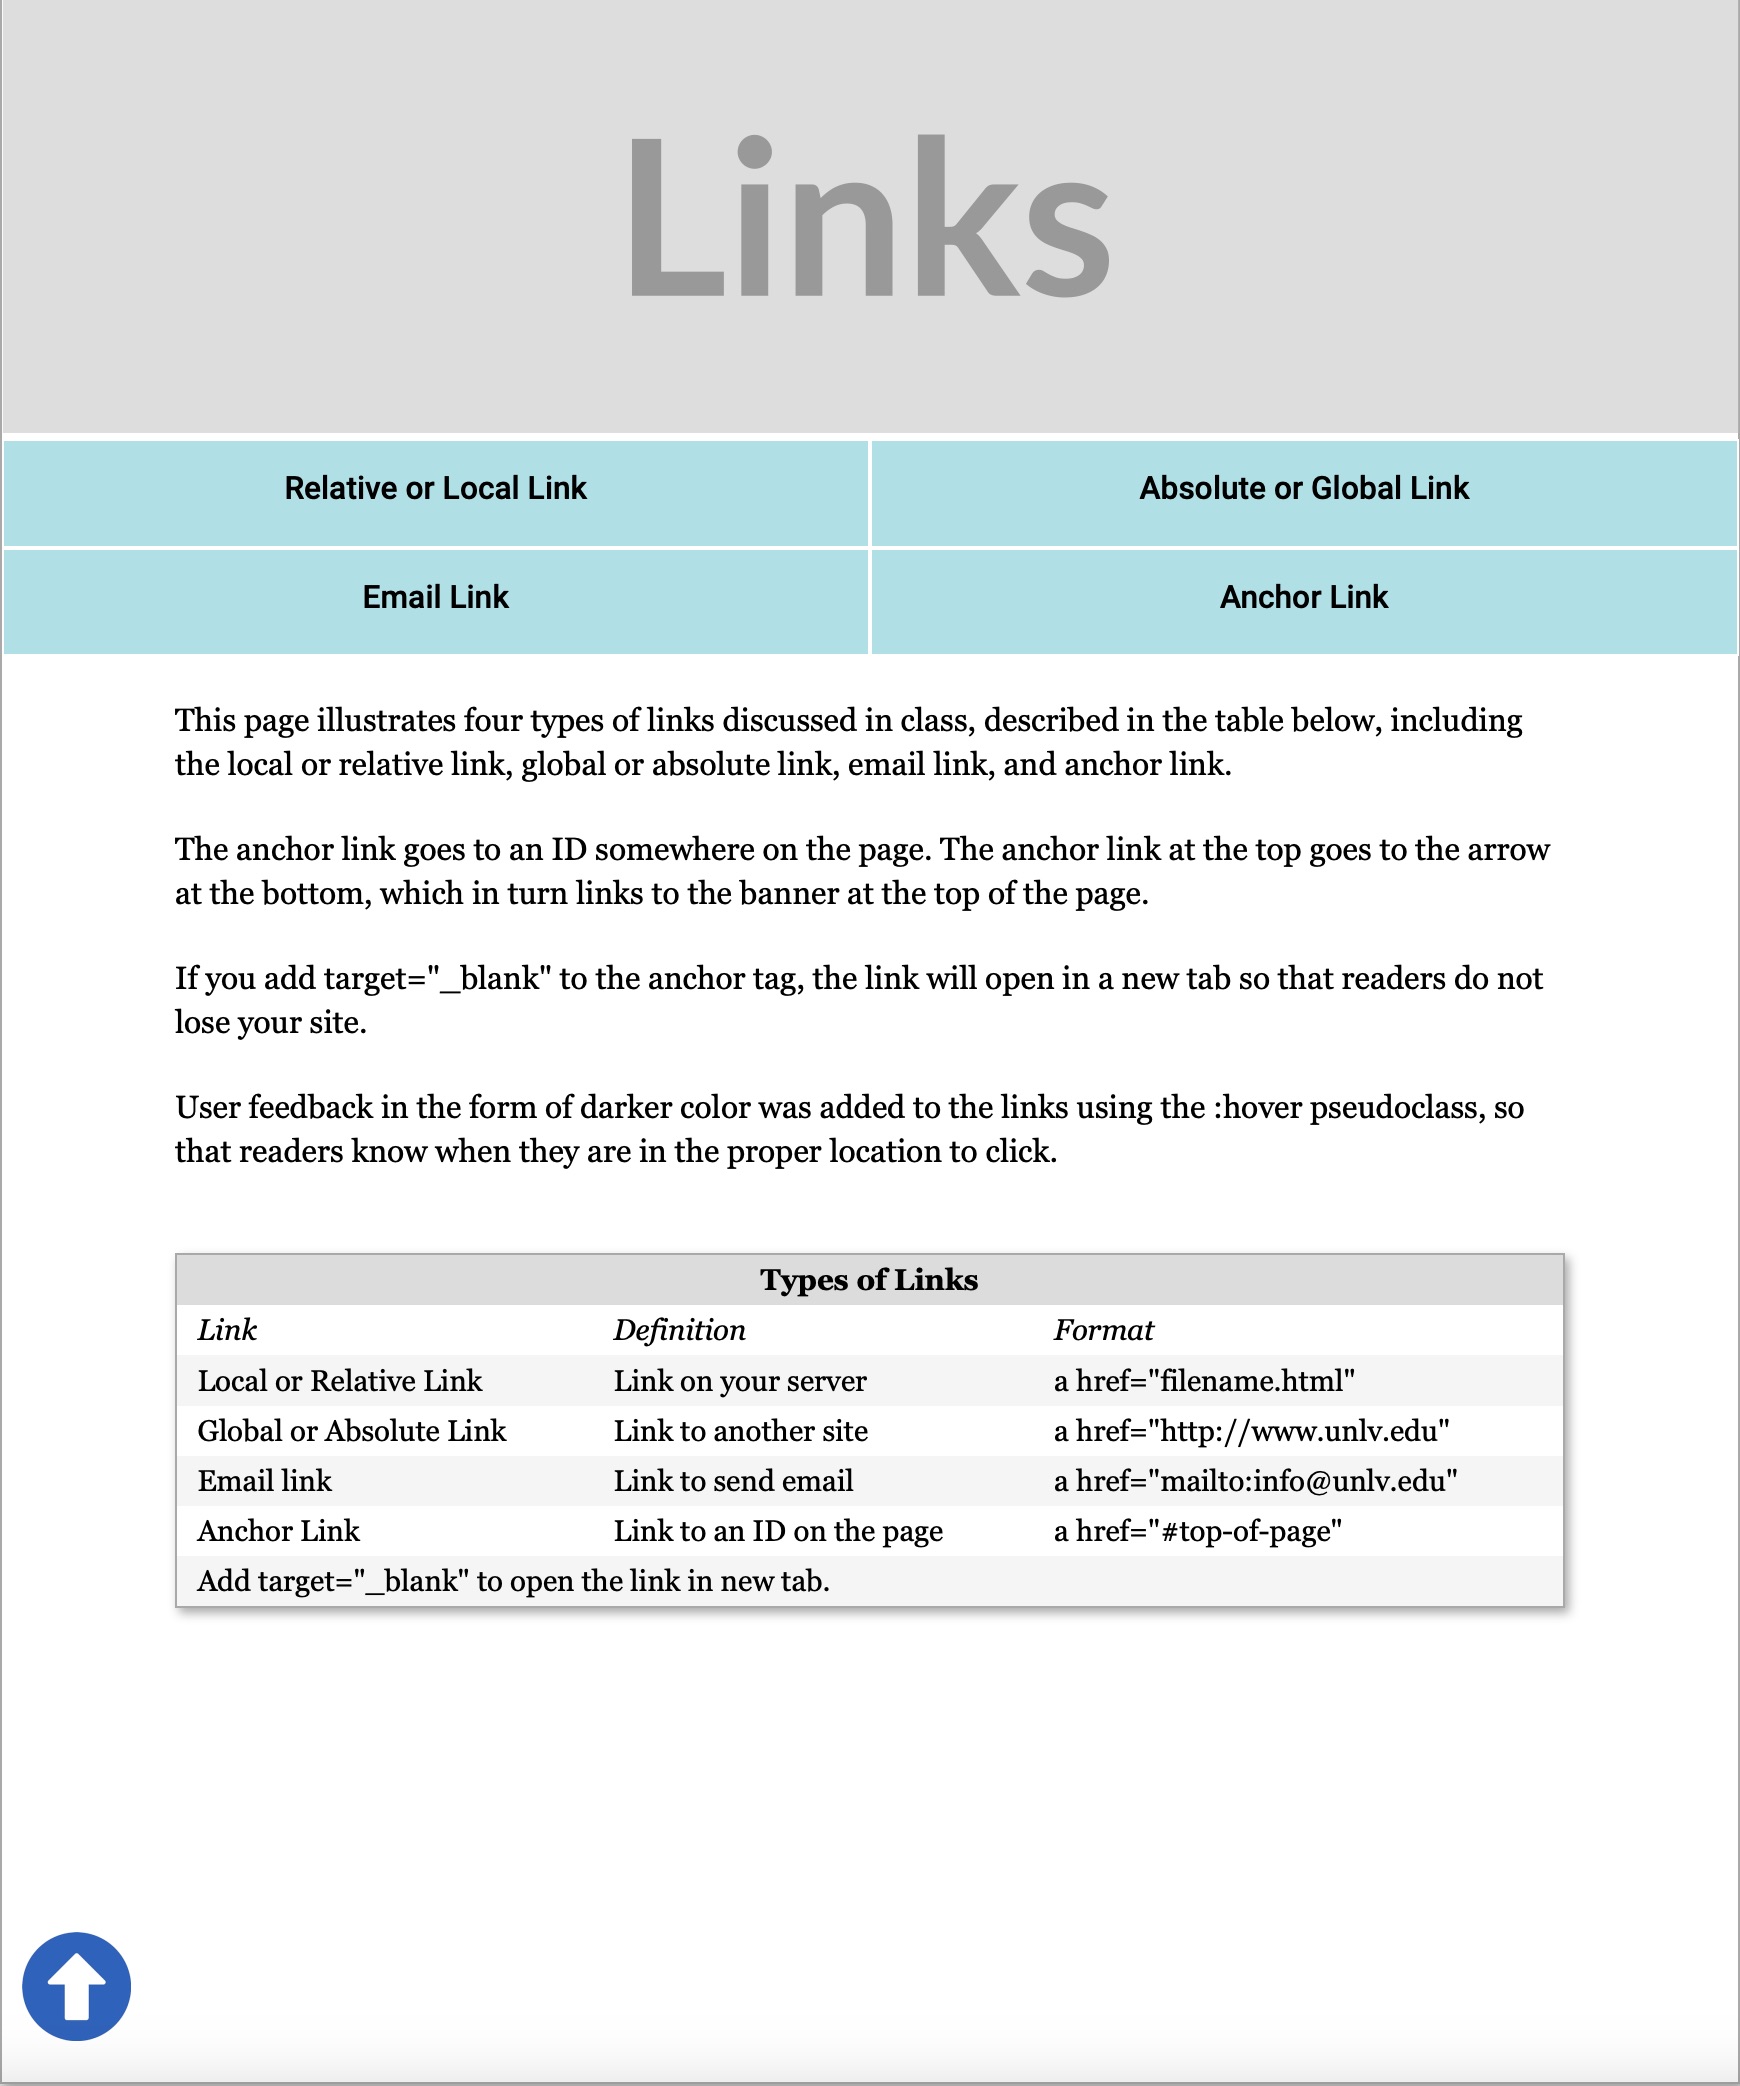 Links
Relative or Local Link
Absolute or Global Link
Email Link
Anchor Link
This page illustrates four types of links discussed in class, described in the table below, including
the local or relative link, global or absolute link, email link, and anchor link.
The anchor link goes to an ID somewhere on the page. The anchor link at the top goes to the arrow
at the bottom, which in turn links to the banner at the top of the page.
If you add target="_blank" to the anchor tag, the link will open in a new tab so that readers do not
lose your site.
User feedback in the form of darker color was added to the links using the :hover pseudoclass, so
that readers know when they are in the proper location to click.
Types of Links
Link Definition Format
Local or Relative Link Link on your server a href="filename.html"
Global or Absolute Link Link to another site a href="http://www.unlv.edu"
Email link Link to send email a href="mailto:info@unlv.edu"
Anchor Link Link to an ID on the page a href="#top-of-page"
Add target="_blank" to open the link in new tab.